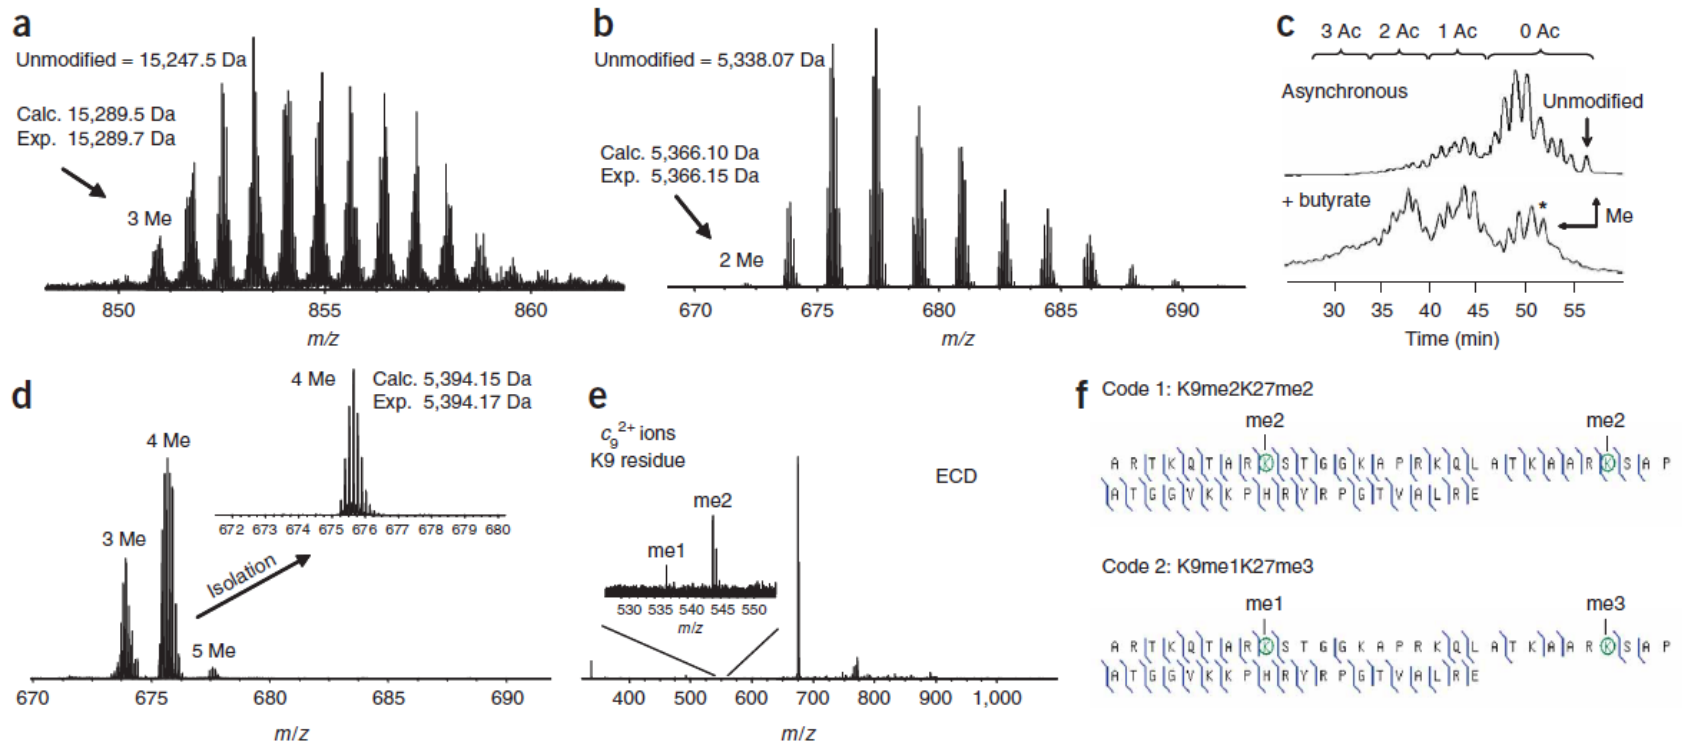 a
Unmodified = 15,247.5 Da
Calc. 15,289.5 Da
Exp. 15,289.7 Da
3 Me
850 855 860
m/z
b
Unmodified = 5,338.07 Da
Calc. 5,366.10 Da
Exp. 5,366.15 Da
2 Me
670 675 680 685 690
m/z
c
3 Ac 2 Ac 1 Ac 0 Ac
Asynchronous
Unmodified
+ butyrate
*
Me
30 35 40 45 50 55
Time (min)
d
4 Me
Calc. 5,394.15 Da
Exp. 5,394.17 Da
4 Me
672 673 674 675 676 677 678 679 680
3 Me
Isolation
5 Me
670 675 680 685 690
m/z
e
c₉²⁺ ions
K9 residue
ECD
me2
me1
530 535 540 545 550
m/z
400 500 600 700 800 900 1,000
m/z
f
Code 1: K9me2K27me2
me2 me2
A R T K Q T A R K S T G G K A P R K Q L A T K A A R K S A P
A T G G V K K P H R Y R P G T V A L R E
Code 2: K9me1K27me3
me1 me3
A R T K Q T A R K S T G G K A P R K Q L A T K A A R K S A P
A T G G V K K P H R Y R P G T V A L R E